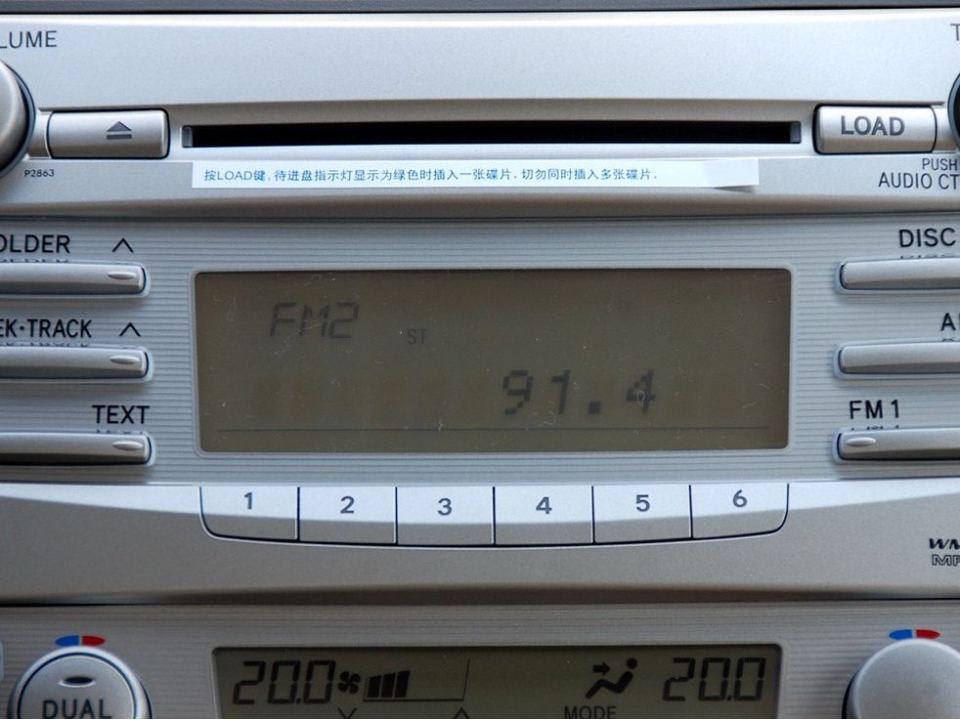 LUME
LOAD
P2863
按LOAD键，待进盘指示灯显示为绿色时插入一张碟片．切勿同时插入多张碟片．
PUSH
AUDIO CT
OLDER ∧
DISC
FM2
ST
EK·TRACK ∧
A
91.4
TEXT
FM1
1 2 3 4 5 6
WM
MP
20.0
20.0
DUAL
MODE